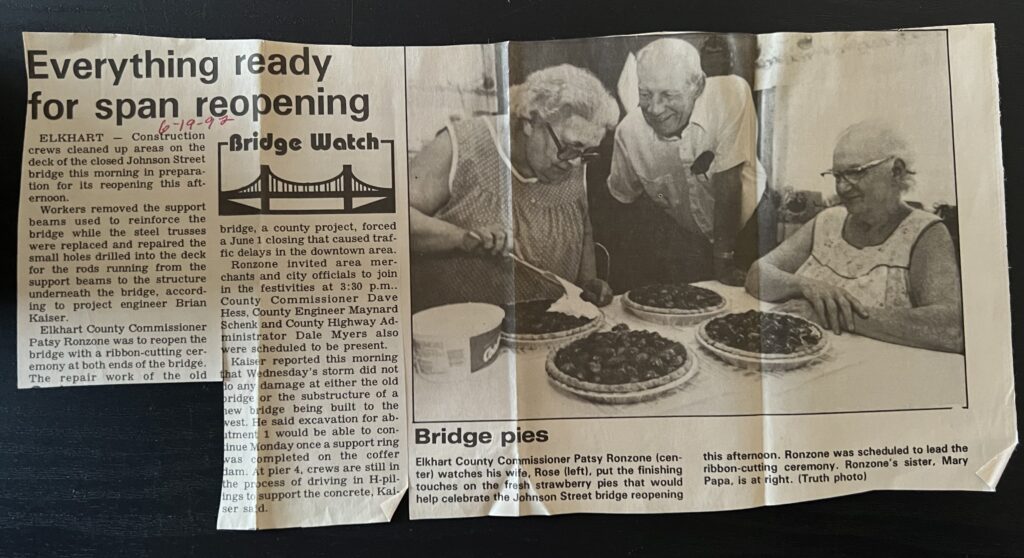 Everything ready
for span reopening
6-19-92
ELKHART — Construction
crews cleaned up areas on the
deck of the closed Johnson Street
bridge this morning in prepara-
tion for its reopening this aft-
ernoon.
Workers removed the support
beams used to reinforce the
bridge while the steel trusses
were replaced and repaired the
small holes drilled into the deck
for the rods running from the
support beams to the structure
underneath the bridge, accord-
ing to project engineer Brian
Kaiser.
Elkhart County Commissioner
Patsy Ronzone was to reopen the
bridge with a ribbon-cutting cer-
emony at both ends of the bridge.
The repair work of the old
Bridge Watch
bridge, a county project, forced
a June 1 closing that caused traf-
fic delays in the downtown area.
Ronzone invited area mer-
chants and city officials to join
in the festivities at 3:30 p.m..
County Commissioner Dave
Hess, County Engineer Maynard
Schenk and County Highway Ad-
ministrator Dale Myers also
were scheduled to be present.
Kaiser reported this morning
that Wednesday's storm did not
do any damage at either the old
bridge or the substructure of a
new bridge being built to the
west. He said excavation for ab-
utment 1 would be able to con-
tinue Monday once a support ring
was completed on the coffer
dam. At pier 4, crews are still in
the process of driving in H-pil-
ings to support the concrete, Kai-
ser said.
Bridge pies
Elkhart County Commissioner Patsy Ronzone (cen-
ter) watches his wife, Rose (left), put the finishing
touches on the fresh strawberry pies that would
help celebrate the Johnson Street bridge reopening
this afternoon. Ronzone was scheduled to lead the
ribbon-cutting ceremony. Ronzone's sister, Mary
Papa, is at right. (Truth photo)